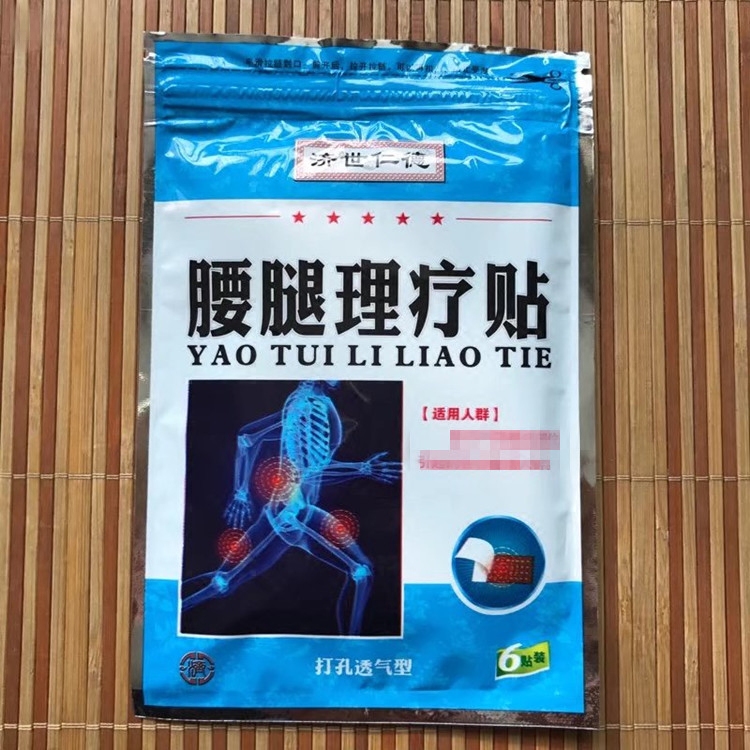 济世仁德
腰腿理疗贴
YAO TUI LI LIAO TIE
【适用人群】
引
打孔透气型
6贴装